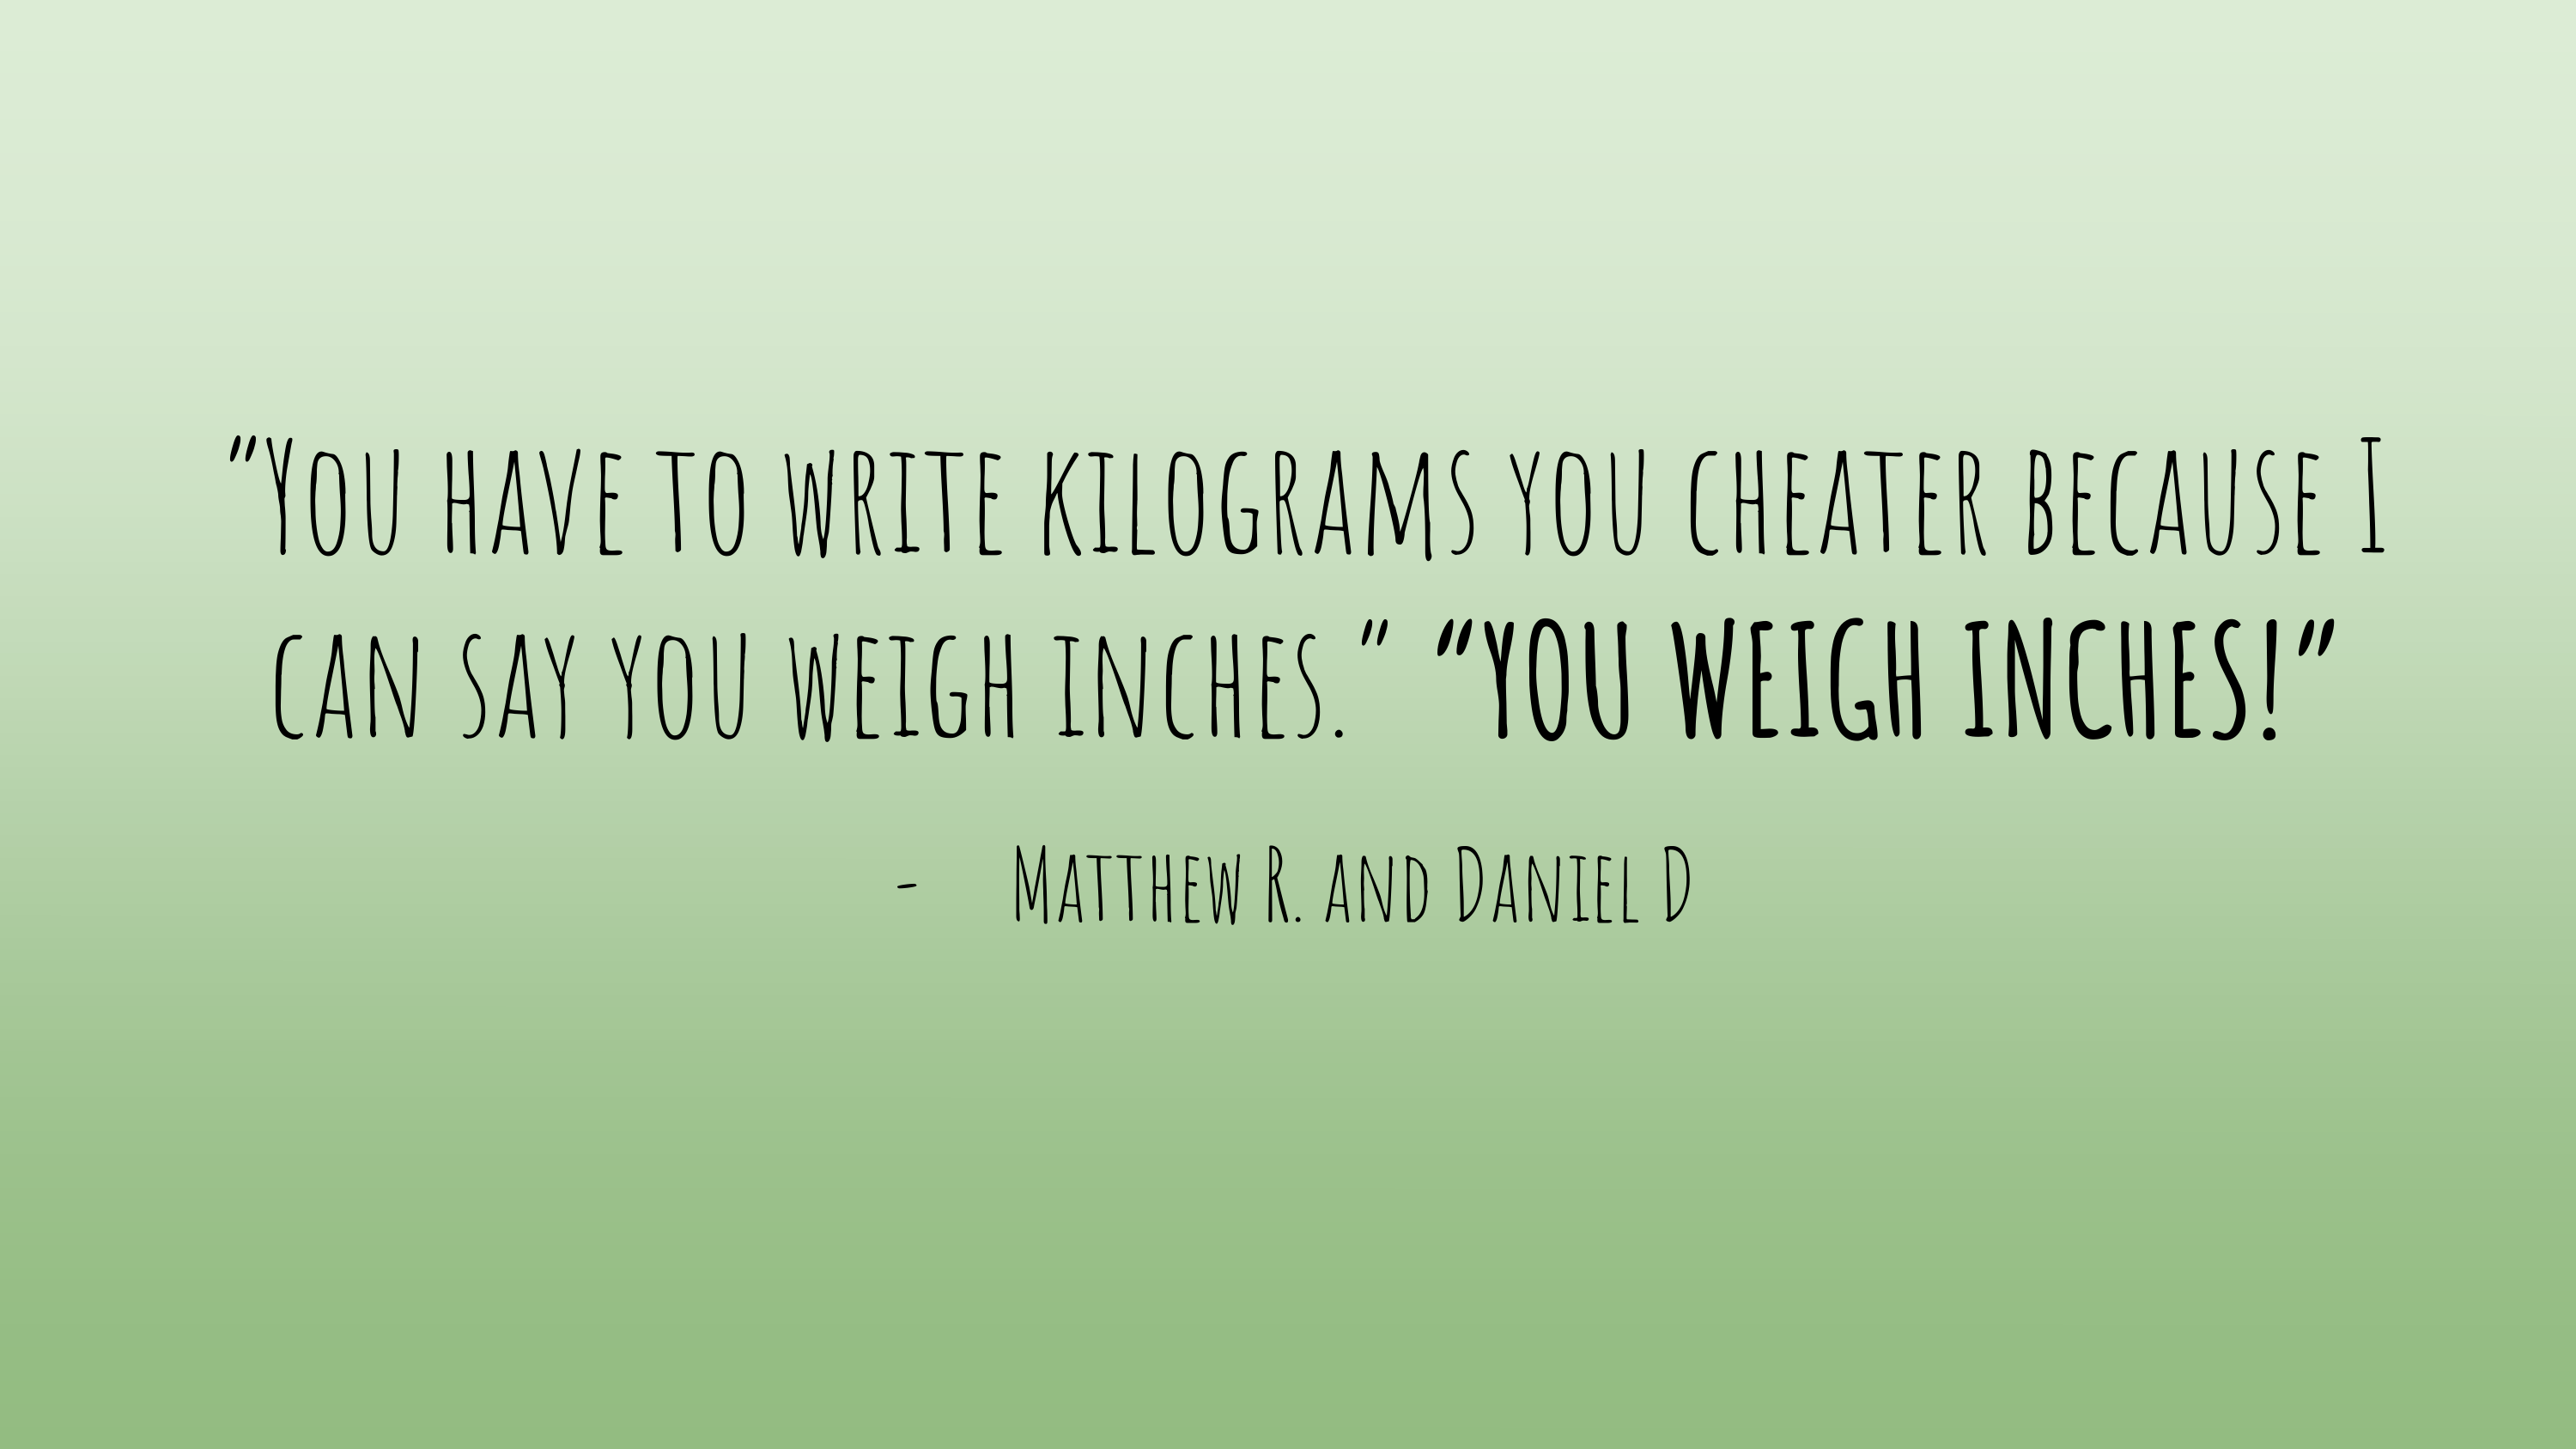 “You have to write kilograms you cheater because I
can say you weigh inches.” “YOU WEIGH INCHES!”
- Matthew R. and Daniel D